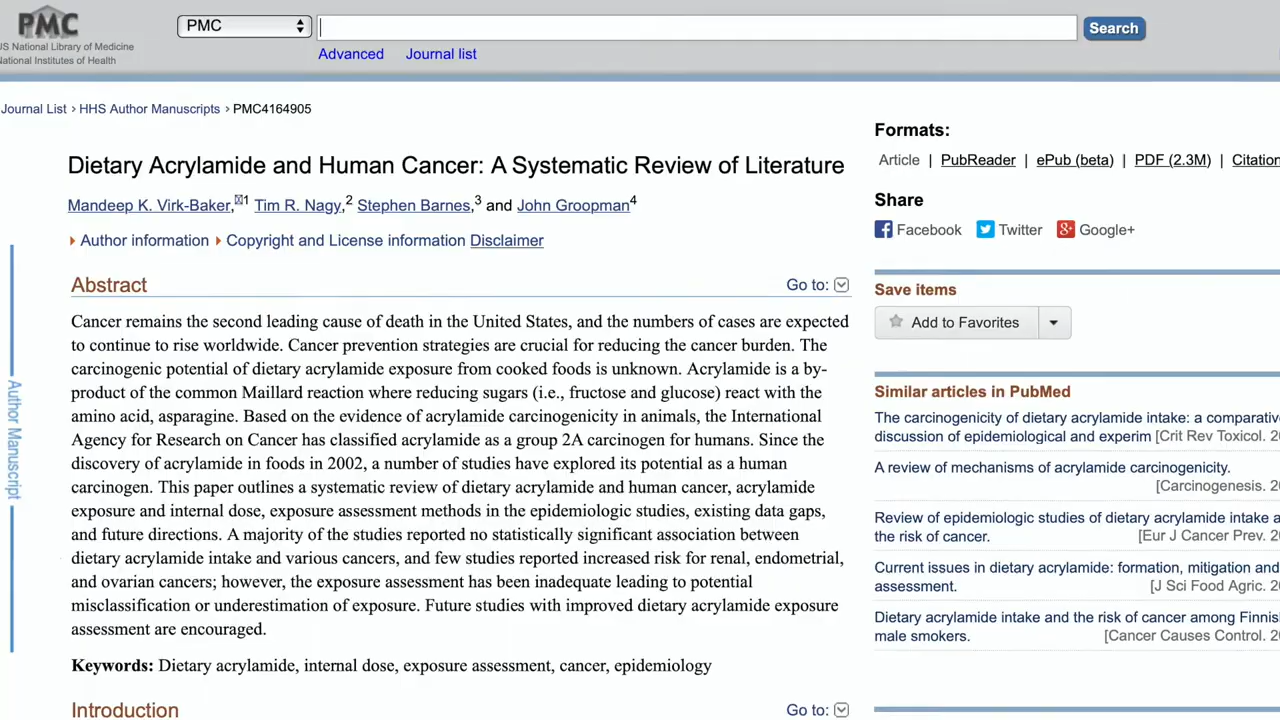 PMC
PMC
Search
US National Library of Medicine
National Institutes of Health
Advanced Journal list
Journal List › HHS Author Manuscripts › PMC4164905
Dietary Acrylamide and Human Cancer: A Systematic Review of Literature
Mandeep K. Virk-Baker,1 Tim R. Nagy,2 Stephen Barnes,3 and John Groopman4
Author information Copyright and License information Disclaimer
Author Manuscript
Abstract
Go to:
Cancer remains the second leading cause of death in the United States, and the numbers of cases are expected
to continue to rise worldwide. Cancer prevention strategies are crucial for reducing the cancer burden. The
carcinogenic potential of dietary acrylamide exposure from cooked foods is unknown. Acrylamide is a by-
product of the common Maillard reaction where reducing sugars (i.e., fructose and glucose) react with the
amino acid, asparagine. Based on the evidence of acrylamide carcinogenicity in animals, the International
Agency for Research on Cancer has classified acrylamide as a group 2A carcinogen for humans. Since the
discovery of acrylamide in foods in 2002, a number of studies have explored its potential as a human
carcinogen. This paper outlines a systematic review of dietary acrylamide and human cancer, acrylamide
exposure and internal dose, exposure assessment methods in the epidemiologic studies, existing data gaps,
and future directions. A majority of the studies reported no statistically significant association between
dietary acrylamide intake and various cancers, and few studies reported increased risk for renal, endometrial,
and ovarian cancers; however, the exposure assessment has been inadequate leading to potential
misclassification or underestimation of exposure. Future studies with improved dietary acrylamide exposure
assessment are encouraged.
Keywords: Dietary acrylamide, internal dose, exposure assessment, cancer, epidemiology
Introduction
Go to:
Formats:
Article | PubReader | ePub (beta) | PDF (2.3M) | Citation
Share
Facebook Twitter Google+
Save items
Add to Favorites
Similar articles in PubMed
The carcinogenicity of dietary acrylamide intake: a comparative
discussion of epidemiological and experim [Crit Rev Toxicol. 20
A review of mechanisms of acrylamide carcinogenicity.
[Carcinogenesis. 20
Review of epidemiologic studies of dietary acrylamide intake a
the risk of cancer. [Eur J Cancer Prev. 20
Current issues in dietary acrylamide: formation, mitigation and
assessment. [J Sci Food Agric. 20
Dietary acrylamide intake and the risk of cancer among Finnis
male smokers. [Cancer Causes Control. 20